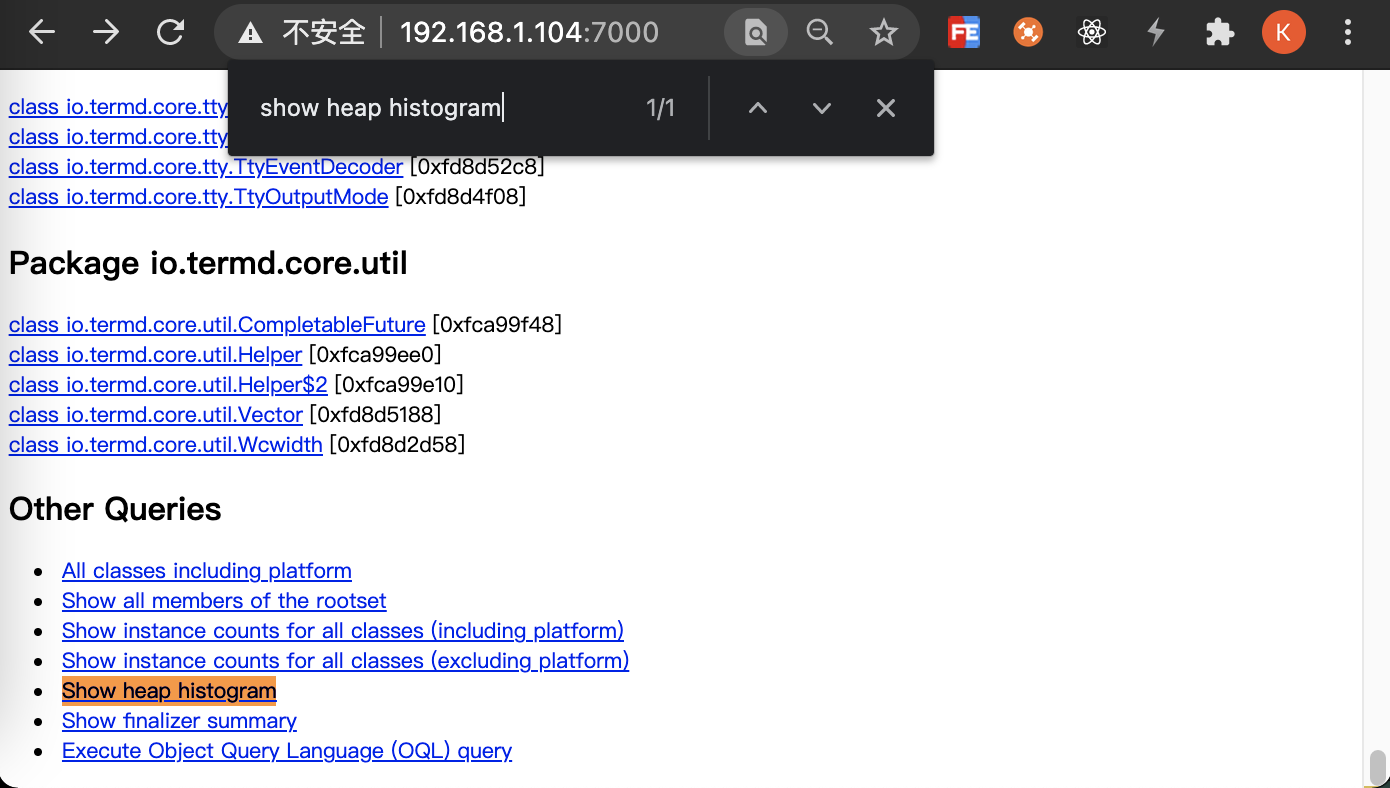 不安全 192.168.1.104:7000
FE
K
show heap histogram 1/1
class io.termd.core.tty
class io.termd.core.tty
class io.termd.core.tty.TtyEventDecoder [0xfd8d52c8]
class io.termd.core.tty.TtyOutputMode [0xfd8d4f08]
Package io.termd.core.util
class io.termd.core.util.CompletableFuture [0xfca99f48]
class io.termd.core.util.Helper [0xfca99ee0]
class io.termd.core.util.Helper$2 [0xfca99e10]
class io.termd.core.util.Vector [0xfd8d5188]
class io.termd.core.util.Wcwidth [0xfd8d2d58]
Other Queries
All classes including platform
Show all members of the rootset
Show instance counts for all classes (including platform)
Show instance counts for all classes (excluding platform)
Show heap histogram
Show finalizer summary
Execute Object Query Language (OQL) query